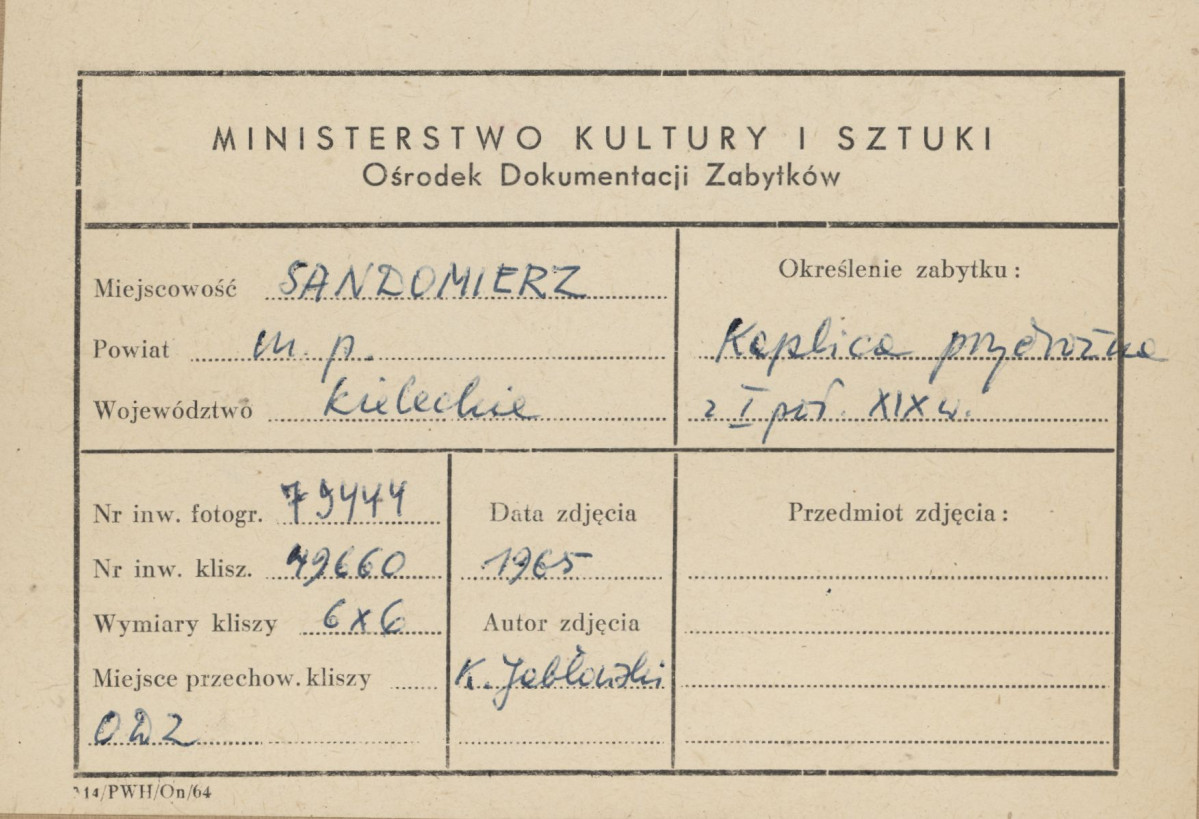 MINISTERSTWO KULTURY I SZTUKI
Ośrodek Dokumentacji Zabytków
Miejscowość SANDOMIERZ
Powiat m. p.
Województwo kieleckie
Określenie zabytku:
Kaplica przydrożna
z I poł. XIX w.
Nr inw. fotogr. 79444
Nr inw. klisz. 49660
Wymiary kliszy 6x6
Miejsce przechow. kliszy
ODZ
Data zdjęcia
1965
Autor zdjęcia
K. Jabłoński
Przedmiot zdjęcia:
14/PWH/On/64